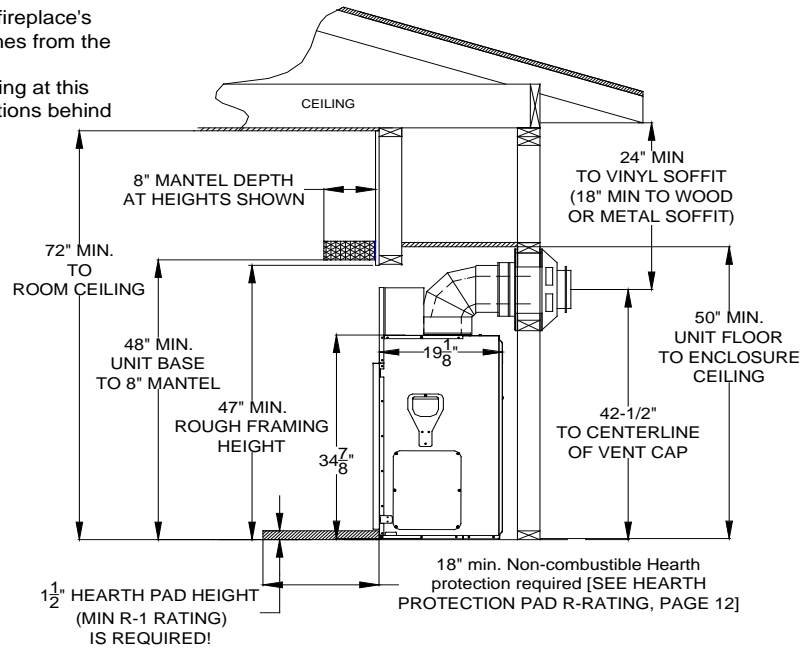 fireplace's
nes from the
ing at this
tions behind
CEILING
8" MANTEL DEPTH
AT HEIGHTS SHOWN
24" MIN
TO VINYL SOFFIT
(18" MIN TO WOOD
OR METAL SOFFIT)
72" MIN.
TO
ROOM CEILING
48" MIN.
UNIT BASE
TO 8" MANTEL
47" MIN.
ROUGH FRAMING
HEIGHT
19 1/8"
34 7/8"
50" MIN.
UNIT FLOOR
TO ENCLOSURE
CEILING
42-1/2"
TO CENTERLINE
OF VENT CAP
1 1/2" HEARTH PAD HEIGHT
(MIN R-1 RATING)
IS REQUIRED!
18" min. Non-combustible Hearth
protection required [SEE HEARTH
PROTECTION PAD R-RATING, PAGE 12]